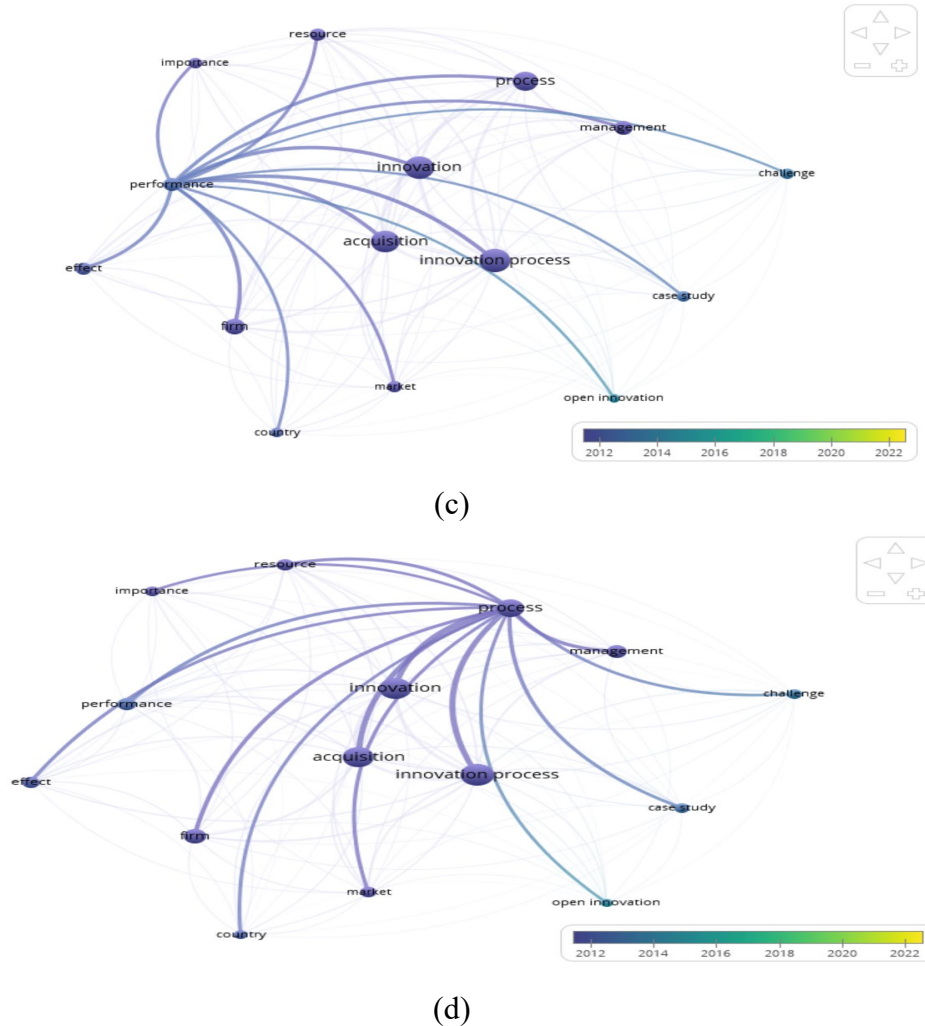 resource
importance
process
management
innovation
challenge
performance
acquisition
innovation process
effect
case study
firm
market
open innovation
country
2012 2014 2016 2018 2020 2022
(c)
resource
importance
process
management
innovation
challenge
performance
acquisition
innovation process
effect
case study
firm
market
open innovation
country
2012 2014 2016 2018 2020 2022
(d)